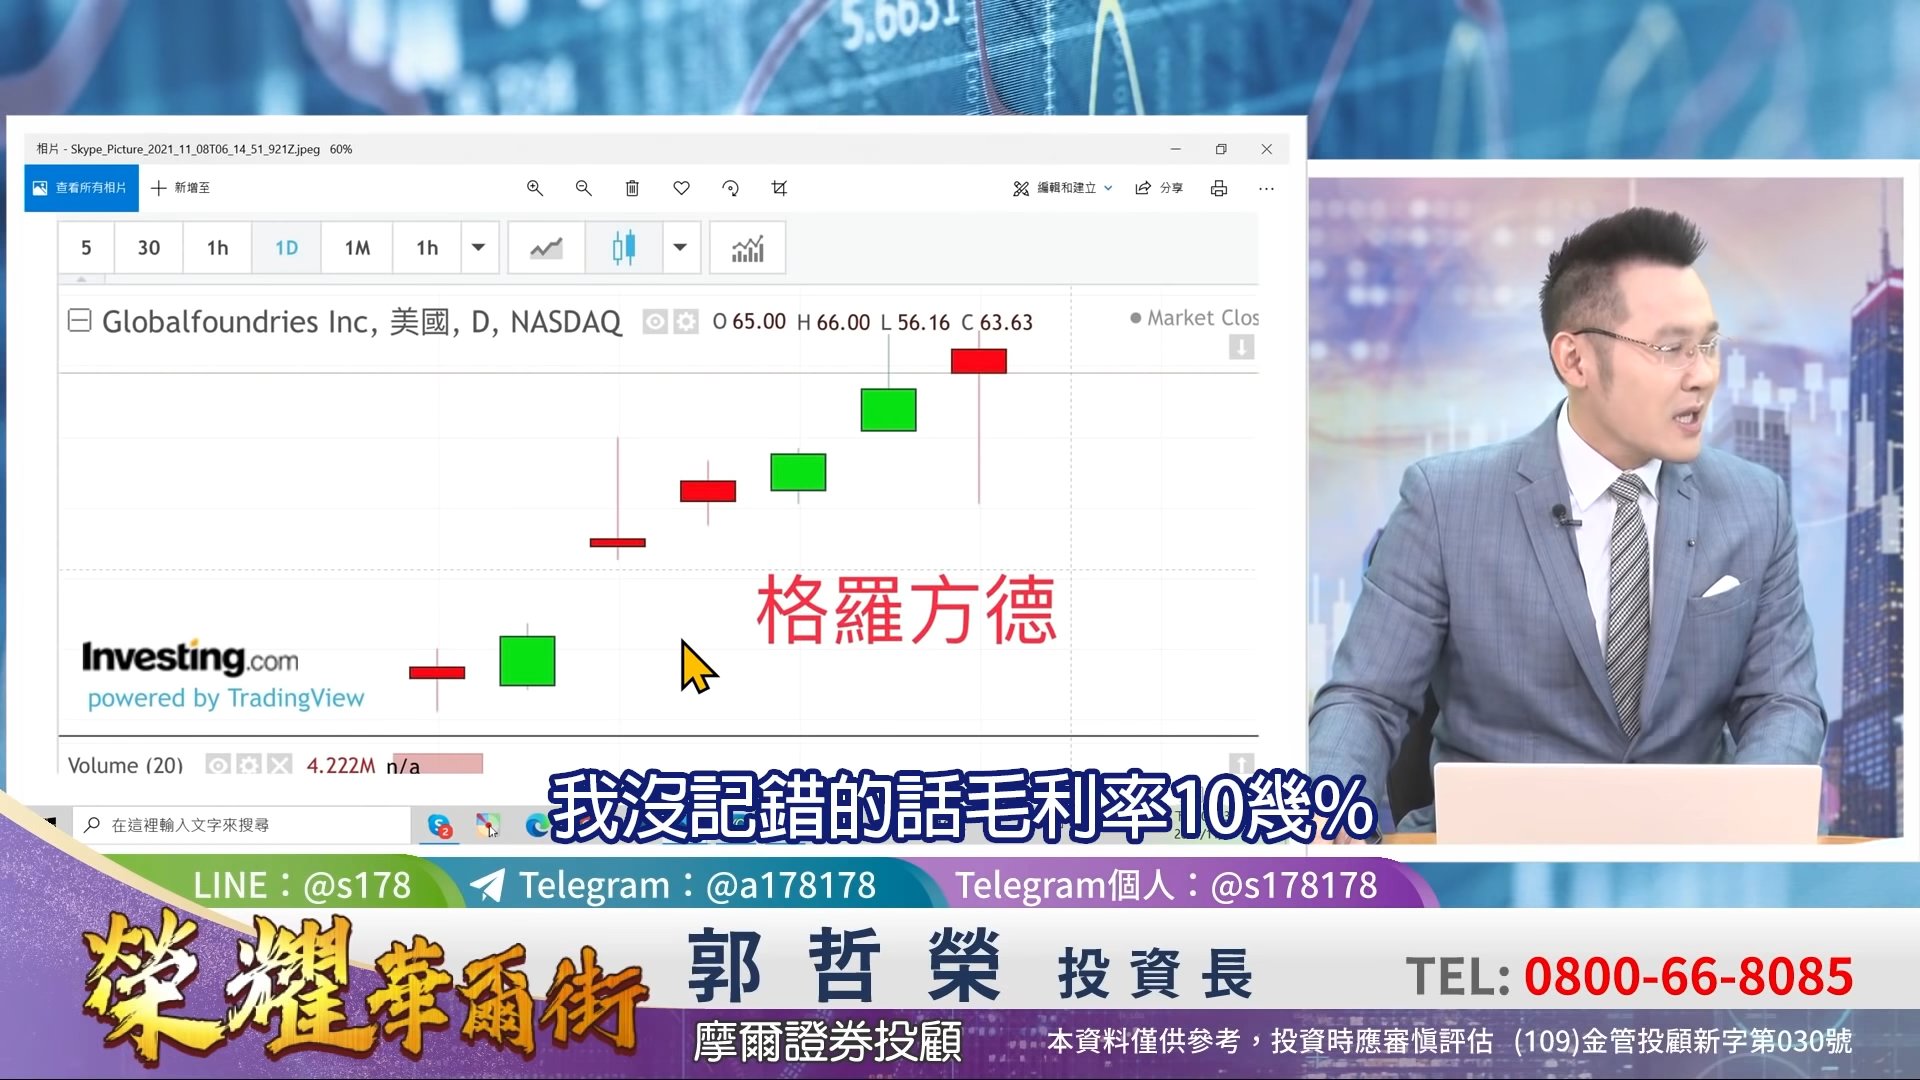 5.6631
相片 - Skype_Picture_2021_11_08T06_14_51_921Z.jpeg 60%
查看所有相片 新增至 編輯和建立 分享
5 30 1h 1D 1M 1h
Globalfoundries Inc, 美國, D, NASDAQ O 65.00 H 66.00 L 56.16 C 63.63 Market Clos
格羅方德
Investing.com
powered by TradingView
Volume (20) 4.222M n/a
我沒記錯的話毛利率10幾%
在這裡輸入文字來搜尋 2
LINE：@s178 Telegram：@a178178 Telegram個人：@s178178
榮耀華爾街
郭哲榮 投資長 TEL: 0800-66-8085
摩爾證券投顧 本資料僅供參考，投資時應審慎評估 (109)金管投顧新字第030號